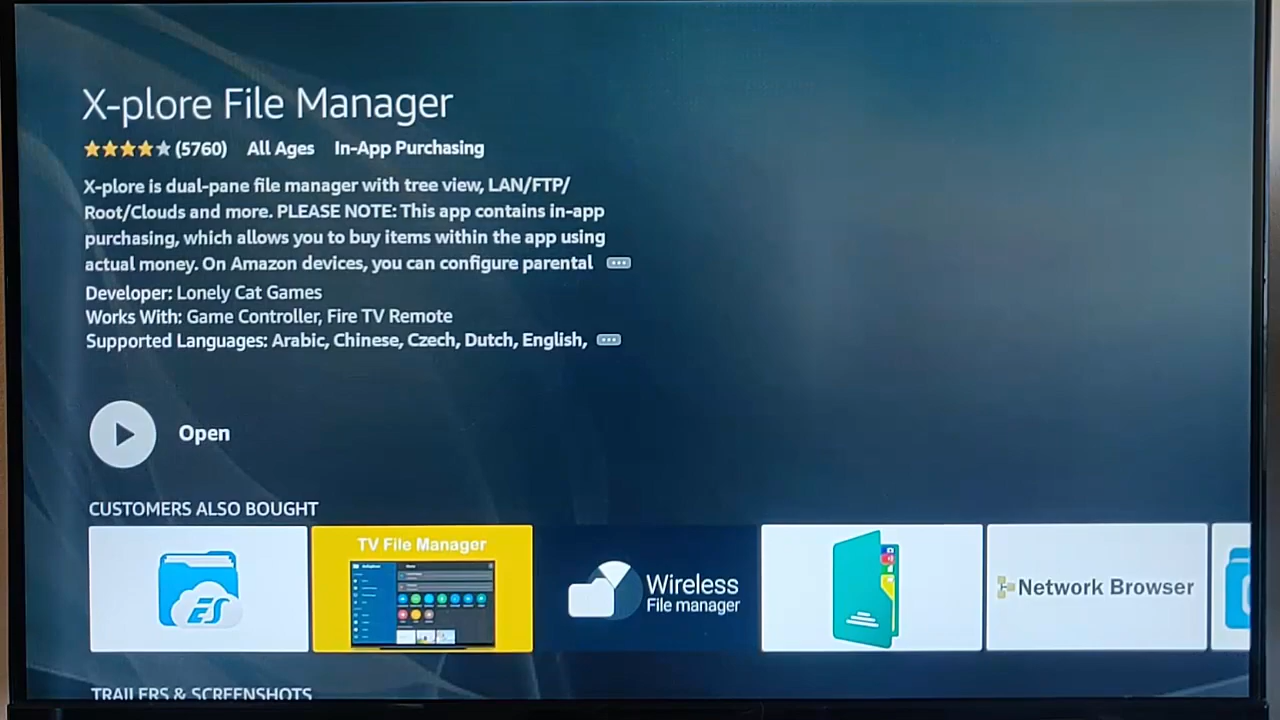 X-plore File Manager
(5760) All Ages In-App Purchasing
X-plore is dual-pane file manager with tree view, LAN/FTP/
Root/Clouds and more. PLEASE NOTE: This app contains in-app
purchasing, which allows you to buy items within the app using
actual money. On Amazon devices, you can configure parental
Developer: Lonely Cat Games
Works With: Game Controller, Fire TV Remote
Supported Languages: Arabic, Chinese, Czech, Dutch, English,
Open
CUSTOMERS ALSO BOUGHT
ES
TV File Manager
Wireless
File manager
Network Browser
TRAILERS & SCREENSHOTS